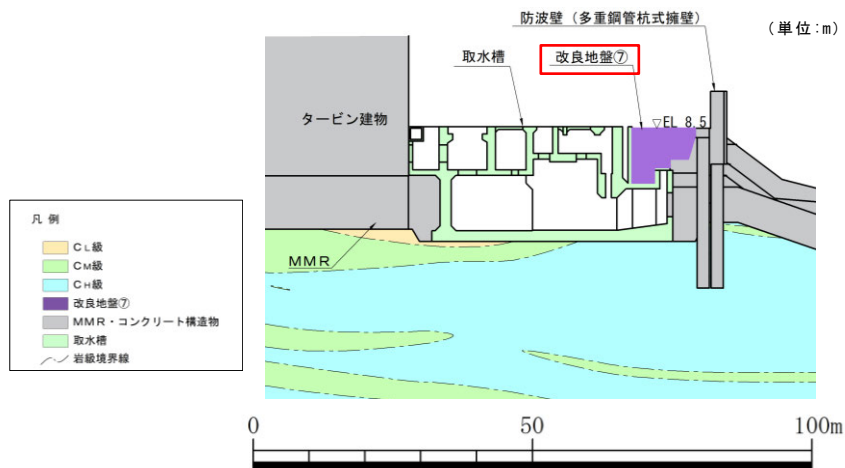 防波壁（多重鋼管杭式擁壁）
（単位:m）
取水槽
改良地盤⑦
タービン建物
▽EL 8.5
MMR
凡 例
CL級
CM級
CH級
改良地盤⑦
MMR・コンクリート構造物
取水槽
岩級境界線
0
50
100m